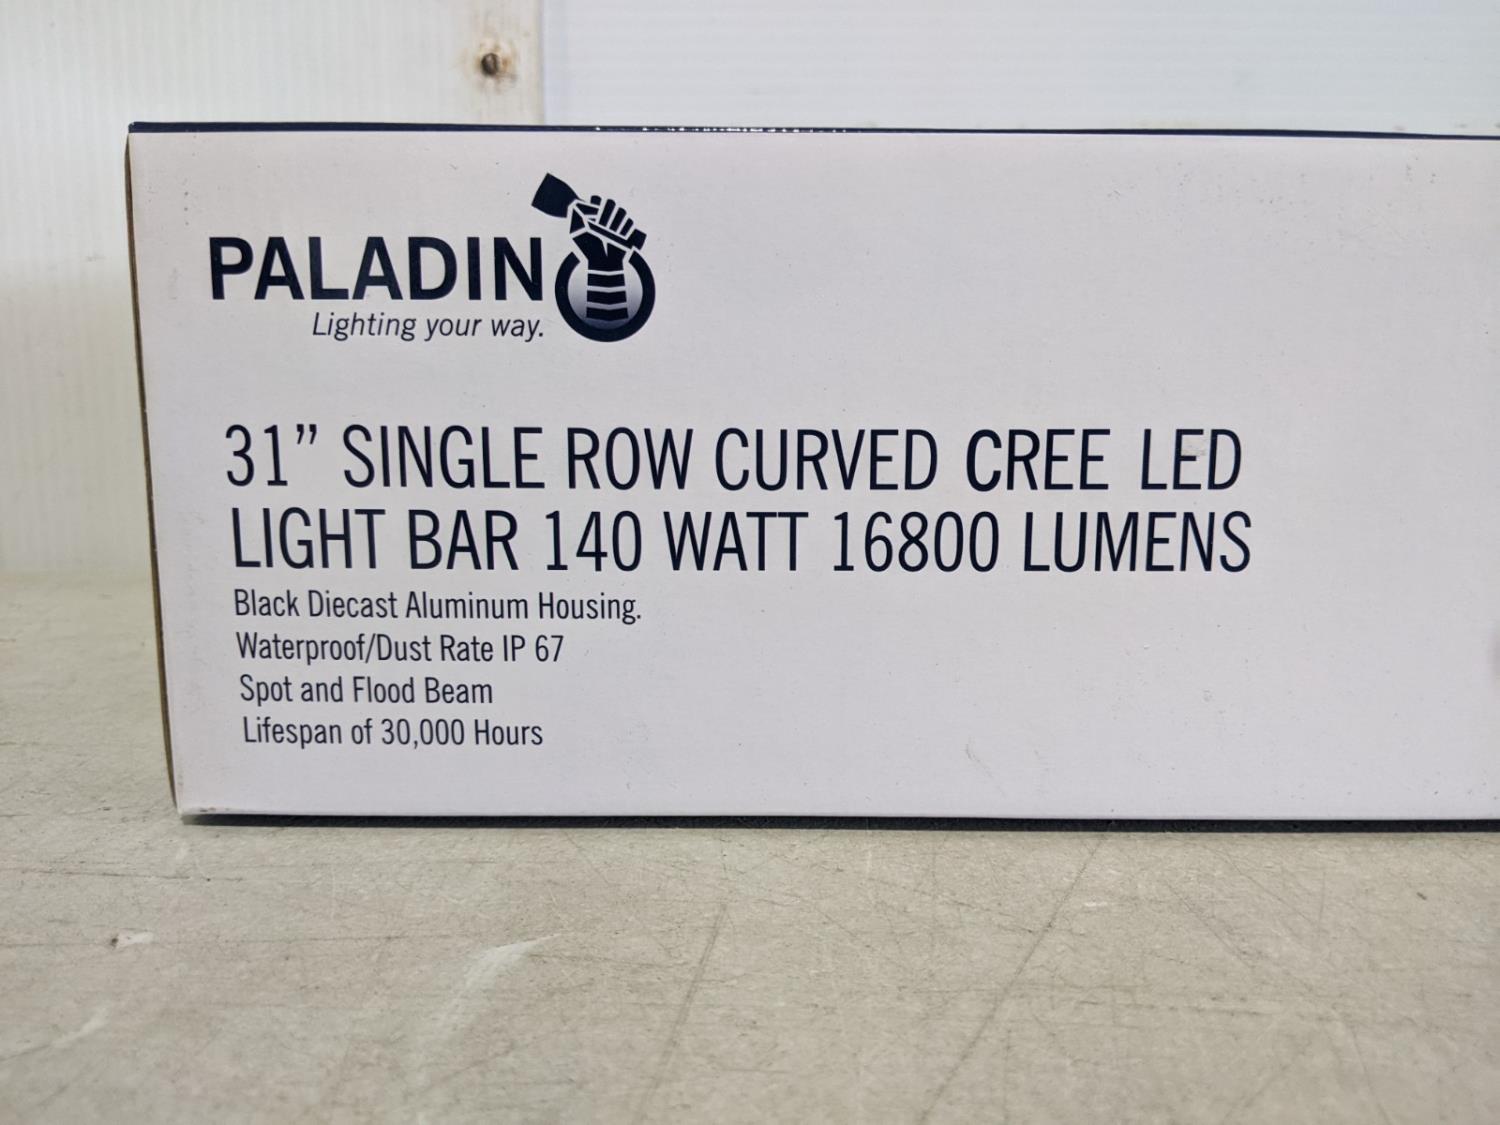 PALADIN
Lighting your way.
31” SINGLE ROW CURVED CREE LED
LIGHT BAR 140 WATT 16800 LUMENS
Black Diecast Aluminum Housing.
Waterproof/Dust Rate IP 67
Spot and Flood Beam
Lifespan of 30,000 Hours